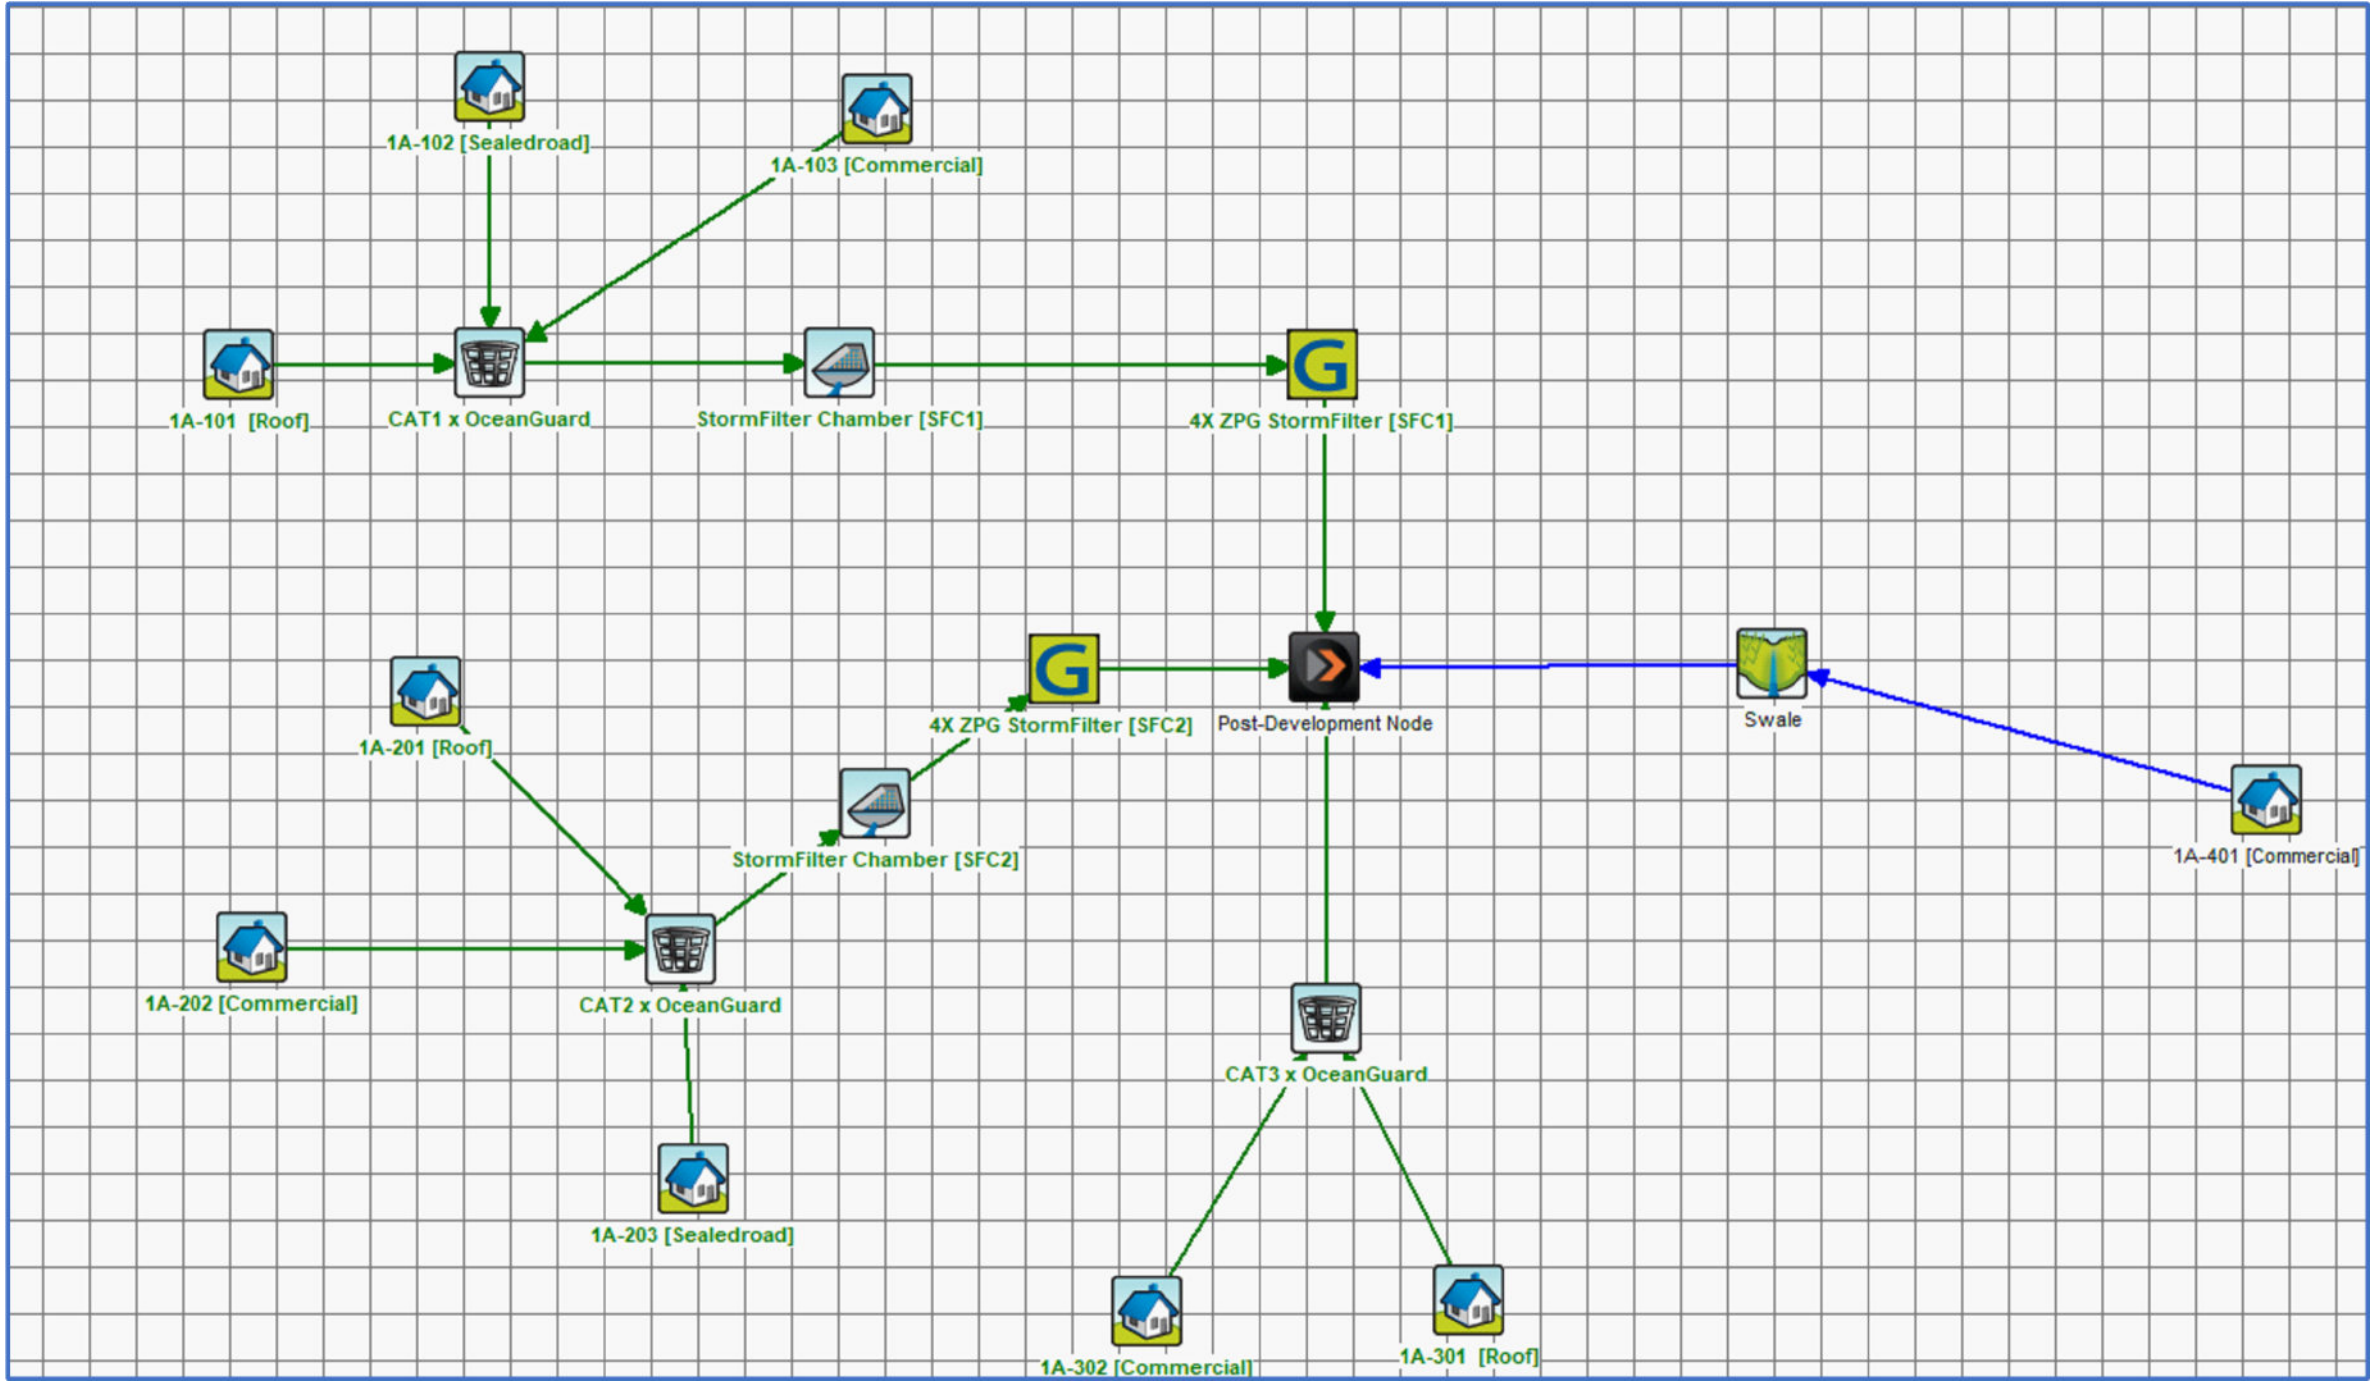 1A-102 [Sealedroad]
1A-103 [Commercial]
1A-101 [Roof]
CAT1 x OceanGuard
StormFilter Chamber [SFC1]
G
4X ZPG StormFilter [SFC1]
1A-201 [Roof]
G
4X ZPG StormFilter [SFC2]
Post-Development Node
Swale
StormFilter Chamber [SFC2]
1A-401 [Commercial]
1A-202 [Commercial]
CAT2 x OceanGuard
CAT3 x OceanGuard
1A-203 [Sealedroad]
1A-302 [Commercial]
1A-301 [Roof]